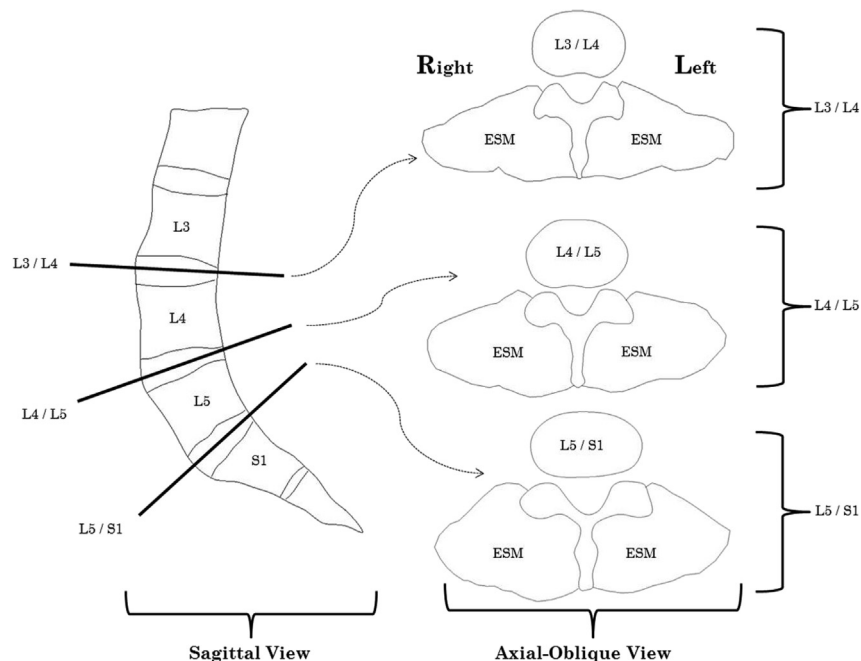 L3 / L4
Right
Left
ESM
ESM
L3 / L4
L3
L3 / L4
L4
L4 / L5
L4 / L5
ESM
ESM
L4 / L5
L5
L5 / S1
S1
L5 / S1
ESM
ESM
L5 / S1
Sagittal View
Axial-Oblique View